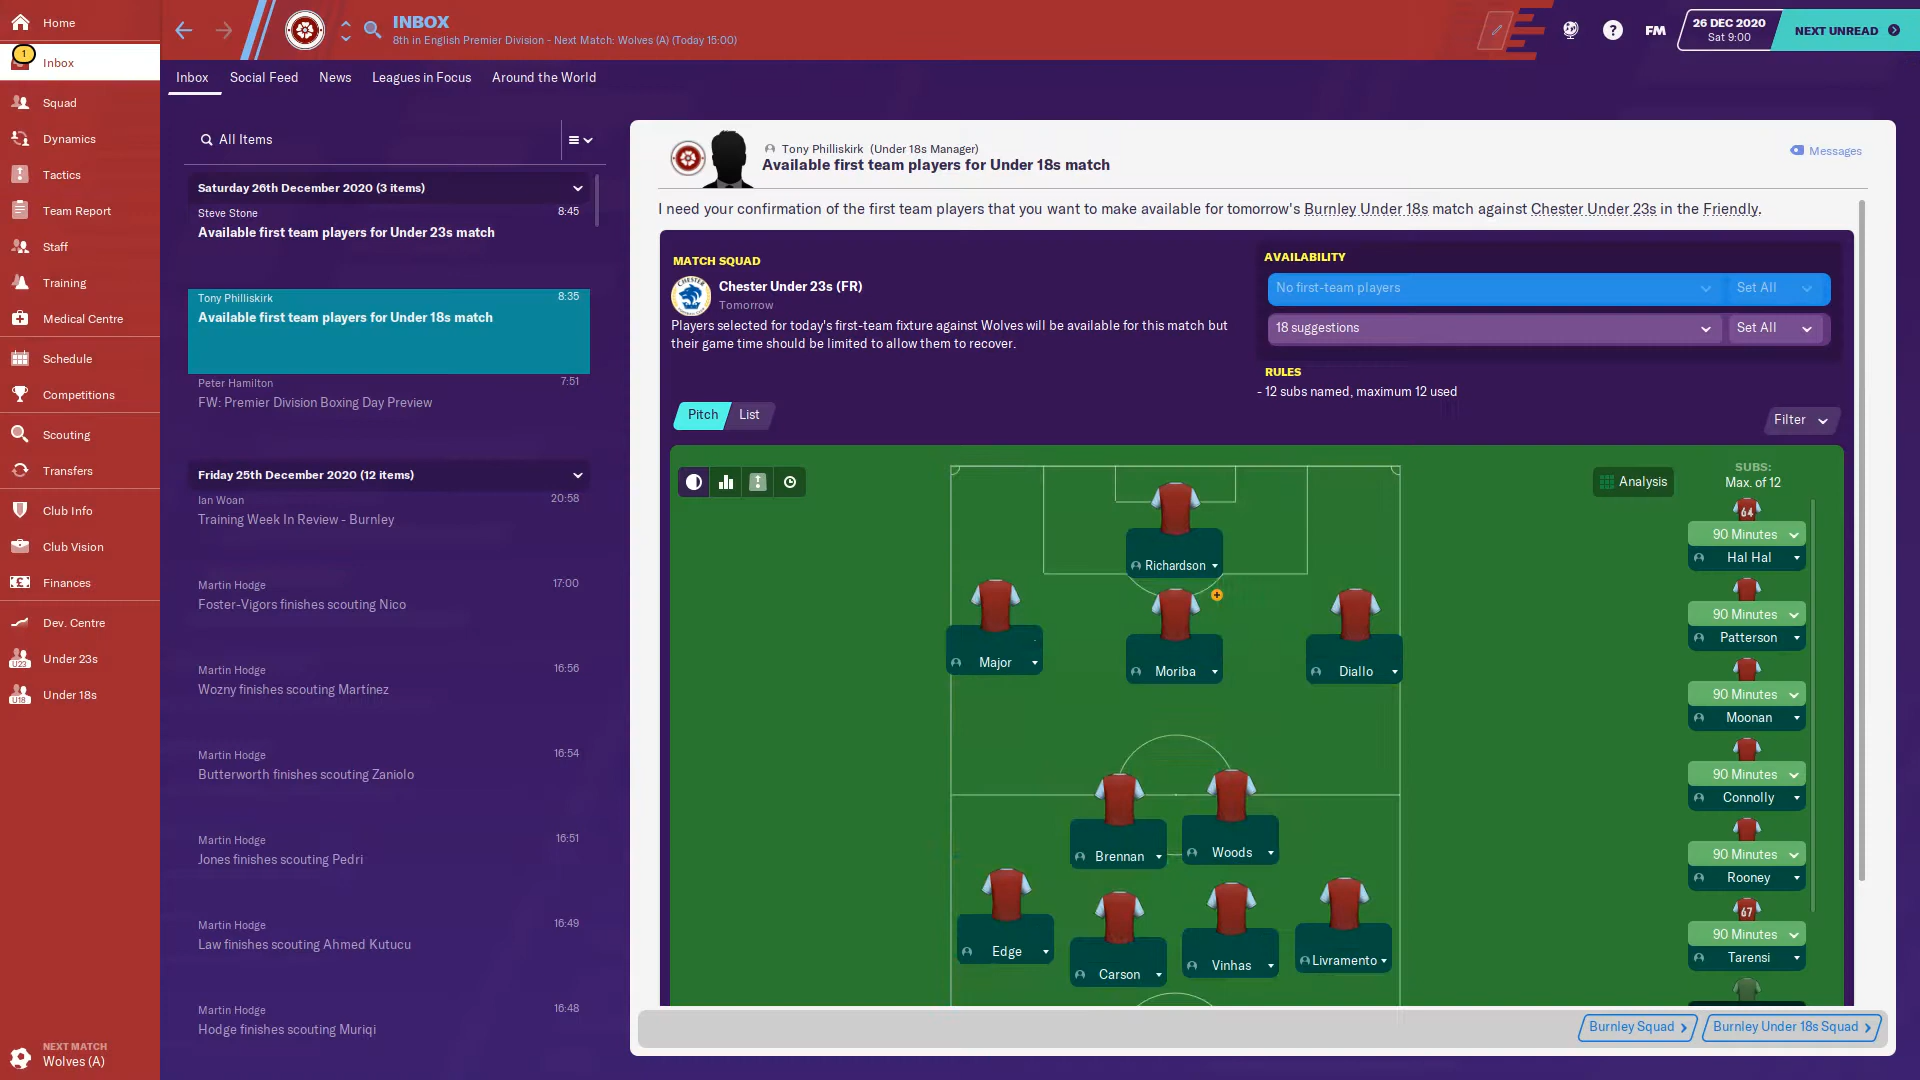 Home
1
Inbox
Squad
Dynamics
Tactics
Team Report
Staff
Training
Medical Centre
Schedule
Competitions
Scouting
Transfers
Club Info
Club Vision
Finances
Dev. Centre
U23
Under 23s
U18
Under 18s
NEXT MATCH
Wolves (A)
INBOX
8th in English Premier Division - Next Match: Wolves (A) (Today 15:00)
FM
26 DEC 2020
Sat 9:00
NEXT UNREAD
Inbox
Social Feed
News
Leagues in Focus
Around the World
All Items
Saturday 26th December 2020 (3 items)
Steve Stone 8:45
Available first team players for Under 23s match
Tony Philliskirk 8:35
Available first team players for Under 18s match
Peter Hamilton 7:51
FW: Premier Division Boxing Day Preview
Friday 25th December 2020 (12 items)
Ian Woan 20:58
Training Week In Review - Burnley
Martin Hodge 17:00
Foster-Vigors finishes scouting Nico
Martin Hodge 16:56
Wozny finishes scouting Martínez
Martin Hodge 16:54
Butterworth finishes scouting Zaniolo
Martin Hodge 16:51
Jones finishes scouting Pedri
Martin Hodge 16:49
Law finishes scouting Ahmed Kutucu
Martin Hodge 16:48
Hodge finishes scouting Muriqi
Tony Philliskirk (Under 18s Manager)
Available first team players for Under 18s match
Messages
I need your confirmation of the first team players that you want to make available for tomorrow's Burnley Under 18s match against Chester Under 23s in the Friendly.
MATCH SQUAD
Chester Under 23s (FR)
Tomorrow
Players selected for today's first-team fixture against Wolves will be available for this match but
their game time should be limited to allow them to recover.
AVAILABILITY
No first-team players
Set All
18 suggestions
Set All
RULES
- 12 subs named, maximum 12 used
Pitch
List
Filter
Analysis
Richardson
Major
Moriba
Diallo
Brennan
Woods
Edge
Carson
Vinhas
Livramento
SUBS:
Max. of 12
64
90 Minutes
Hal Hal
90 Minutes
Patterson
90 Minutes
Moonan
90 Minutes
Connolly
90 Minutes
Rooney
67
90 Minutes
Tarensi
Burnley Squad
Burnley Under 18s Squad